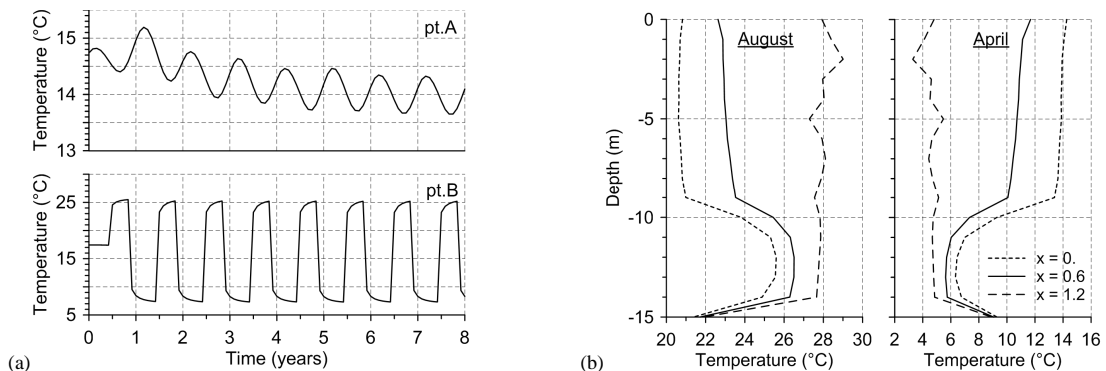 Temperature (°C)
15
14
13
pt.A
Temperature (°C)
25
15
5
pt.B
0 1 2 3 4 5 6 7 8
Time (years)
(a)
Depth (m)
0
-5
-10
-15
August
20 22 24 26 28 30
Temperature (°C)
April
x = 0.
x = 0.6
x = 1.2
2 4 6 8 10 12 14 16
Temperature (°C)
(b)